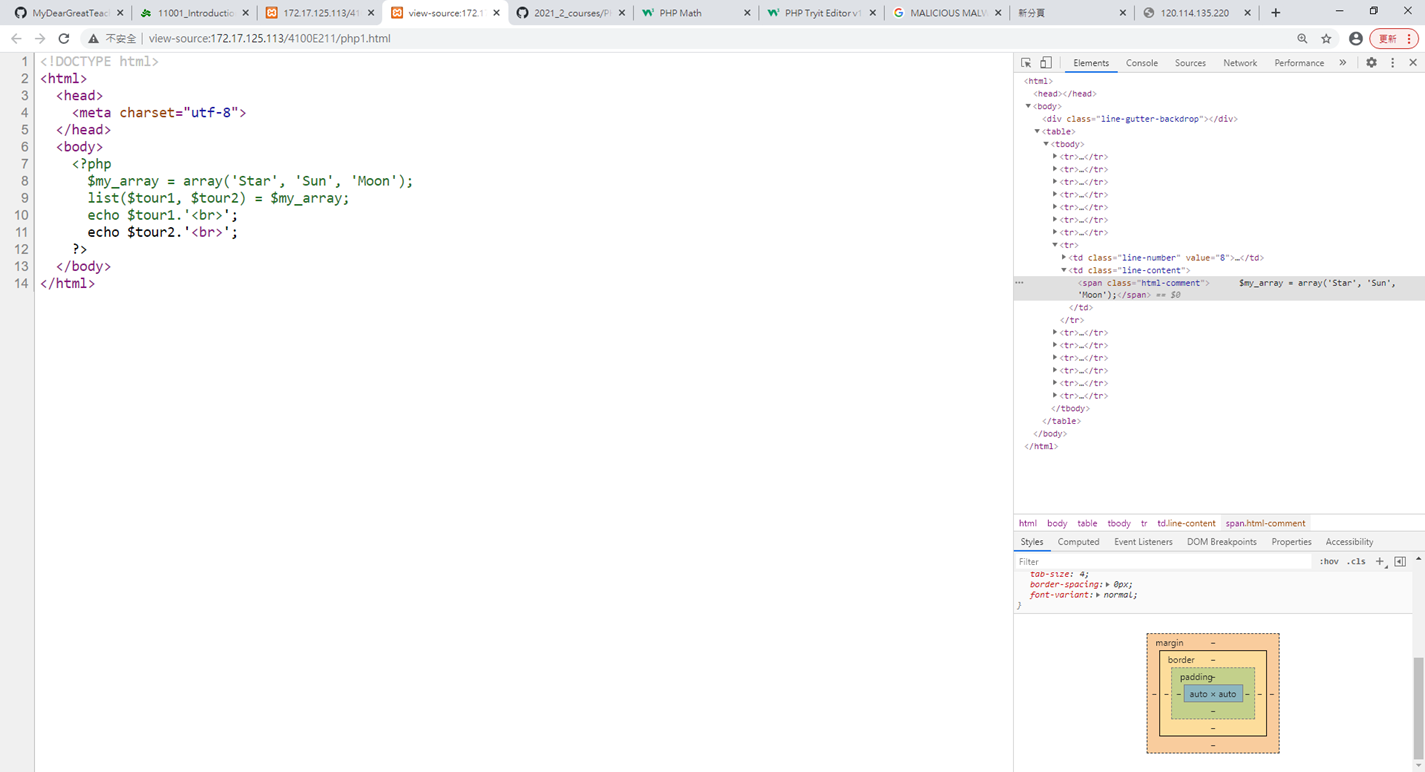 MyDearGreatTeac
11001_Introductio
172.17.125.113/41
view-source:172.1
2021_2_courses/Pl
PHP Math
PHP Tryit Editor v1
MALICIOUS MALW
新分頁
120.114.135.220
不安全 view-source:172.17.125.113/4100E211/php1.html
更新
1 <!DOCTYPE html>
2 <html>
3 <head>
4 <meta charset="utf-8">
5 </head>
6 <body>
7 <?php
8 $my_array = array('Star', 'Sun', 'Moon');
9 list($tour1, $tour2) = $my_array;
10 echo $tour1.'<br>';
11 echo $tour2.'<br>';
12 ?>
13 </body>
14 </html>
Elements Console Sources Network Performance »
<html>
<head></head>
<body>
<div class="line-gutter-backdrop"></div>
<table>
<tbody>
<tr>…</tr>
<tr>…</tr>
<tr>…</tr>
<tr>…</tr>
<tr>…</tr>
<tr>…</tr>
<tr>…</tr>
<tr>
<td class="line-number" value="8">…</td>
<td class="line-content">
<span class="html-comment"> $my_array = array('Star', 'Sun',
'Moon');</span> == $0
</td>
</tr>
<tr>…</tr>
<tr>…</tr>
<tr>…</tr>
<tr>…</tr>
<tr>…</tr>
<tr>…</tr>
</tbody>
</table>
</body>
</html>
html body table tbody tr td.line-content span.html-comment
Styles Computed Event Listeners DOM Breakpoints Properties Accessibility
Filter :hov .cls +
tab-size: 4;
border-spacing: 0px;
font-variant: normal;
}
margin –
border –
padding –
– – – auto × auto – – –
–
–
–